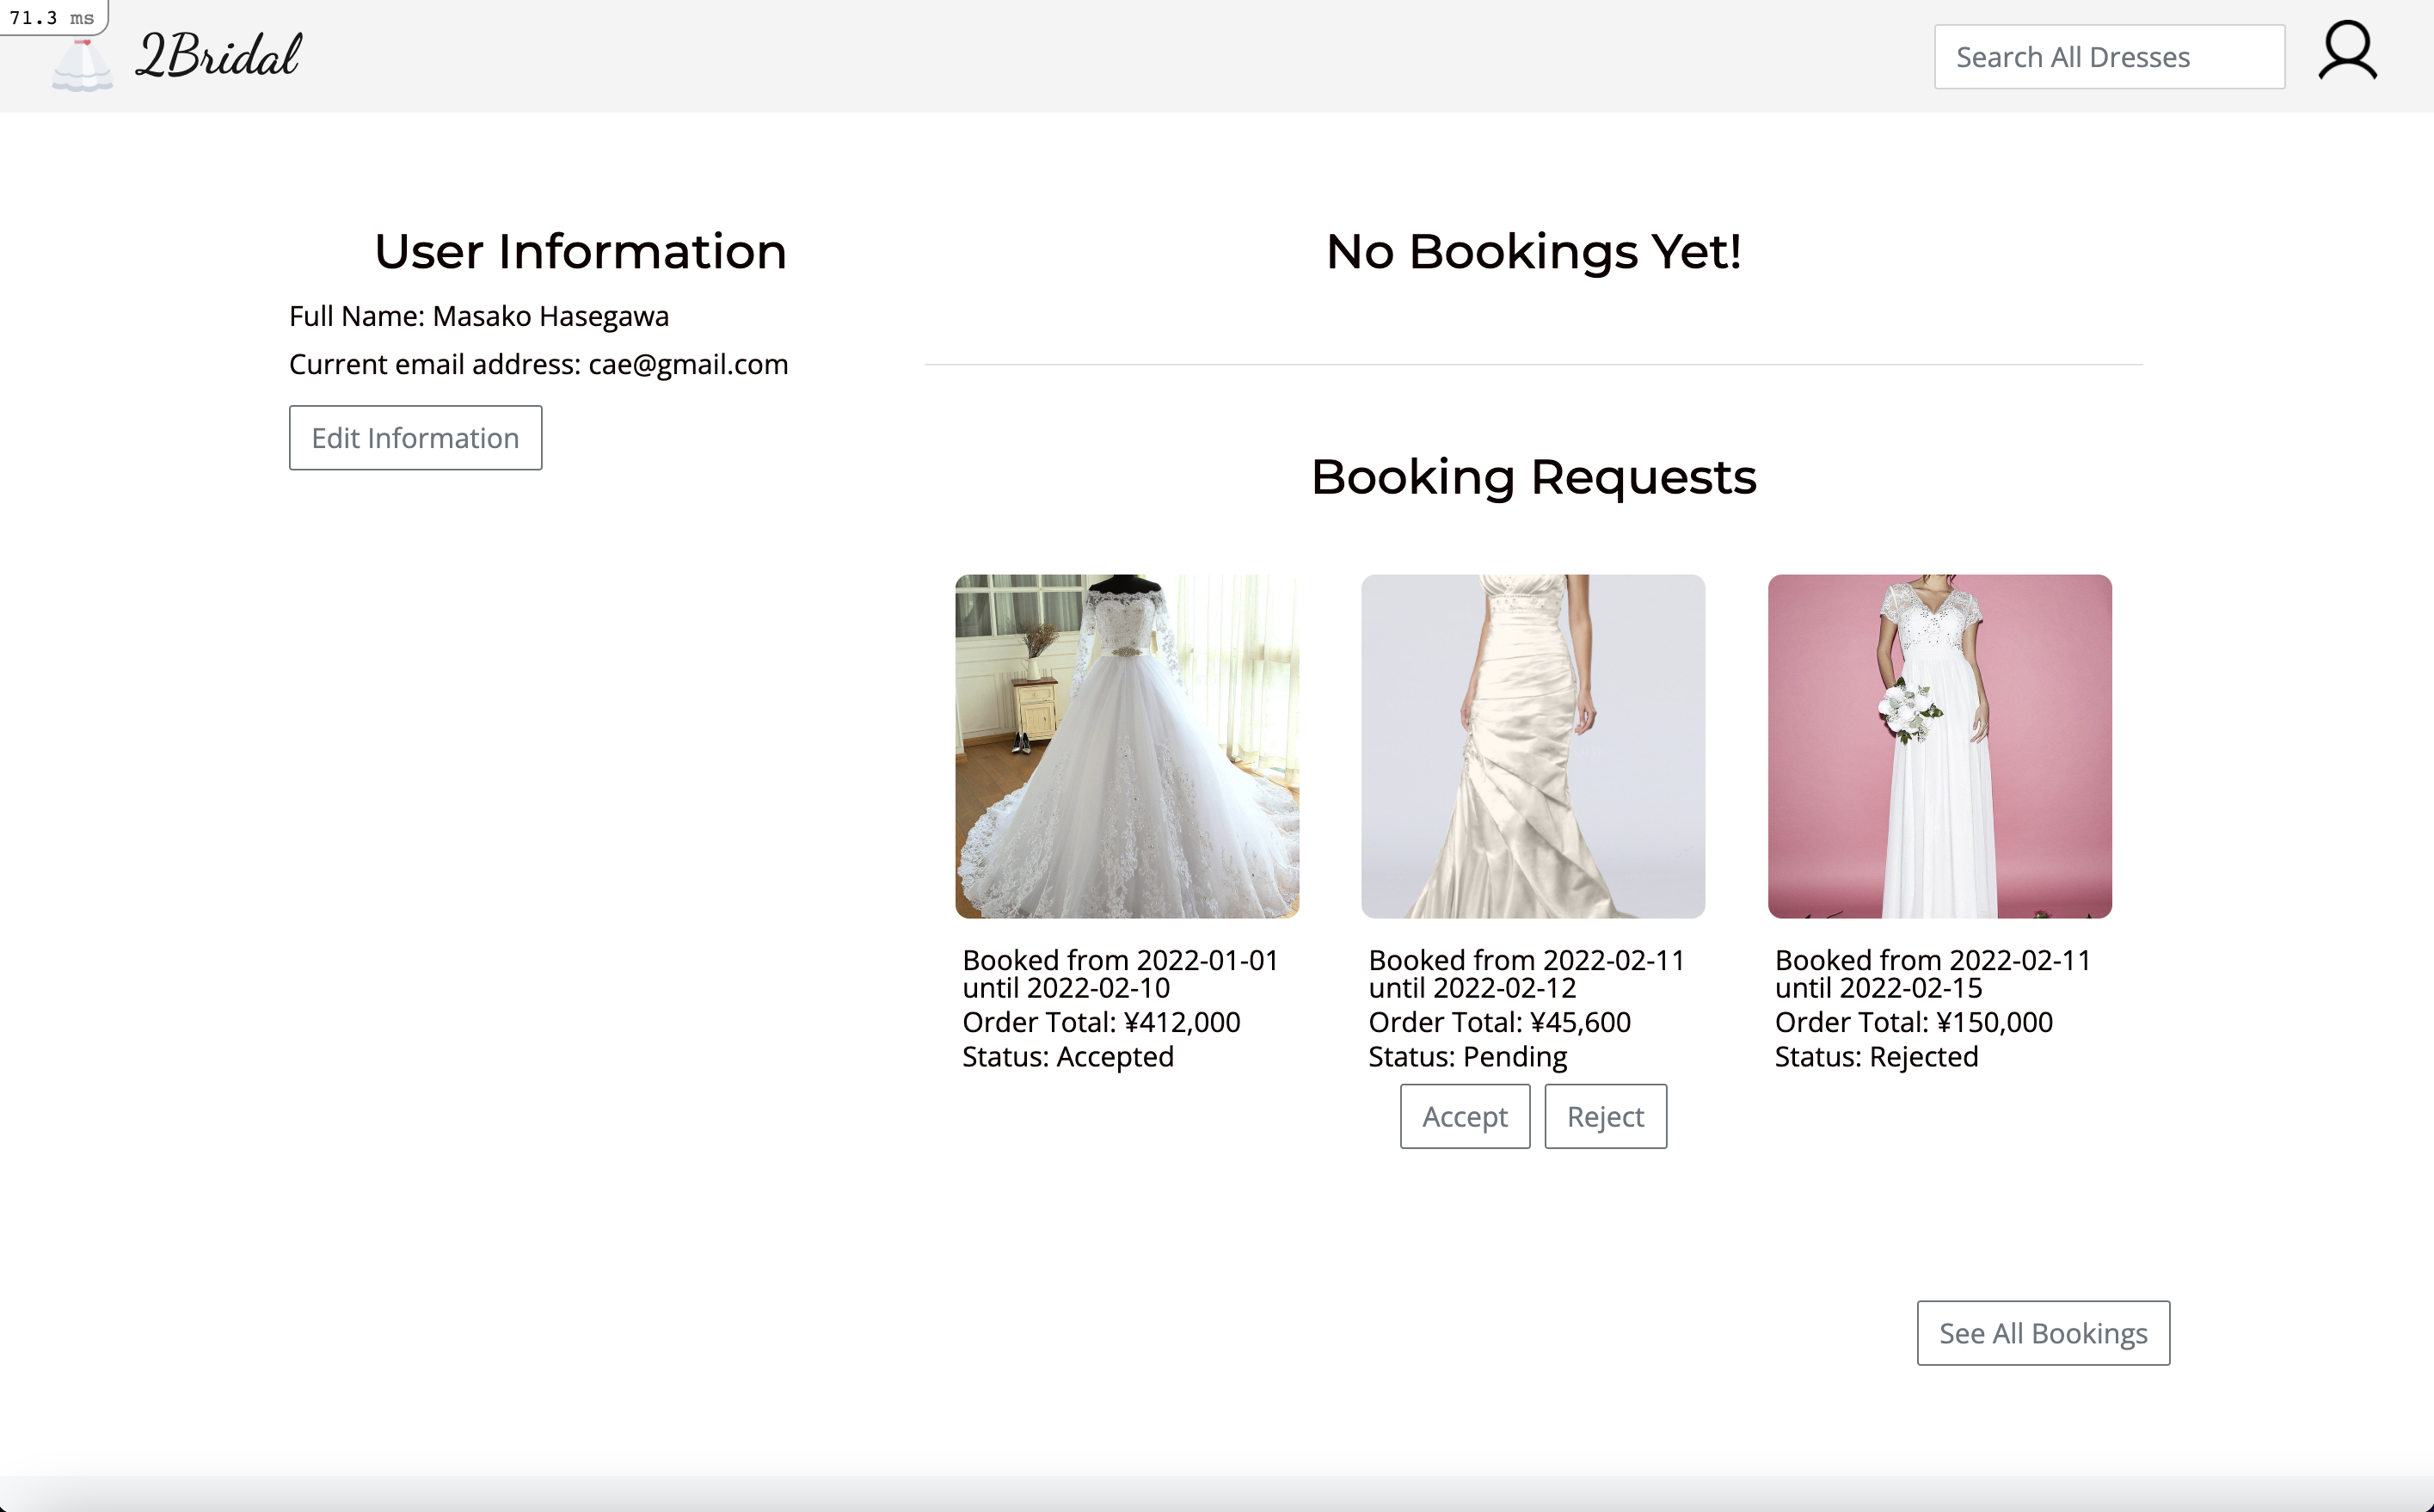 71.3 ms
2Bridal
Search All Dresses
User Information
Full Name: Masako Hasegawa
Current email address: cae@gmail.com
Edit Information
No Bookings Yet!
Booking Requests
Booked from 2022-01-01
until 2022-02-10
Order Total: ¥412,000
Status: Accepted
Booked from 2022-02-11
until 2022-02-12
Order Total: ¥45,600
Status: Pending
Accept
Reject
Booked from 2022-02-11
until 2022-02-15
Order Total: ¥150,000
Status: Rejected
See All Bookings